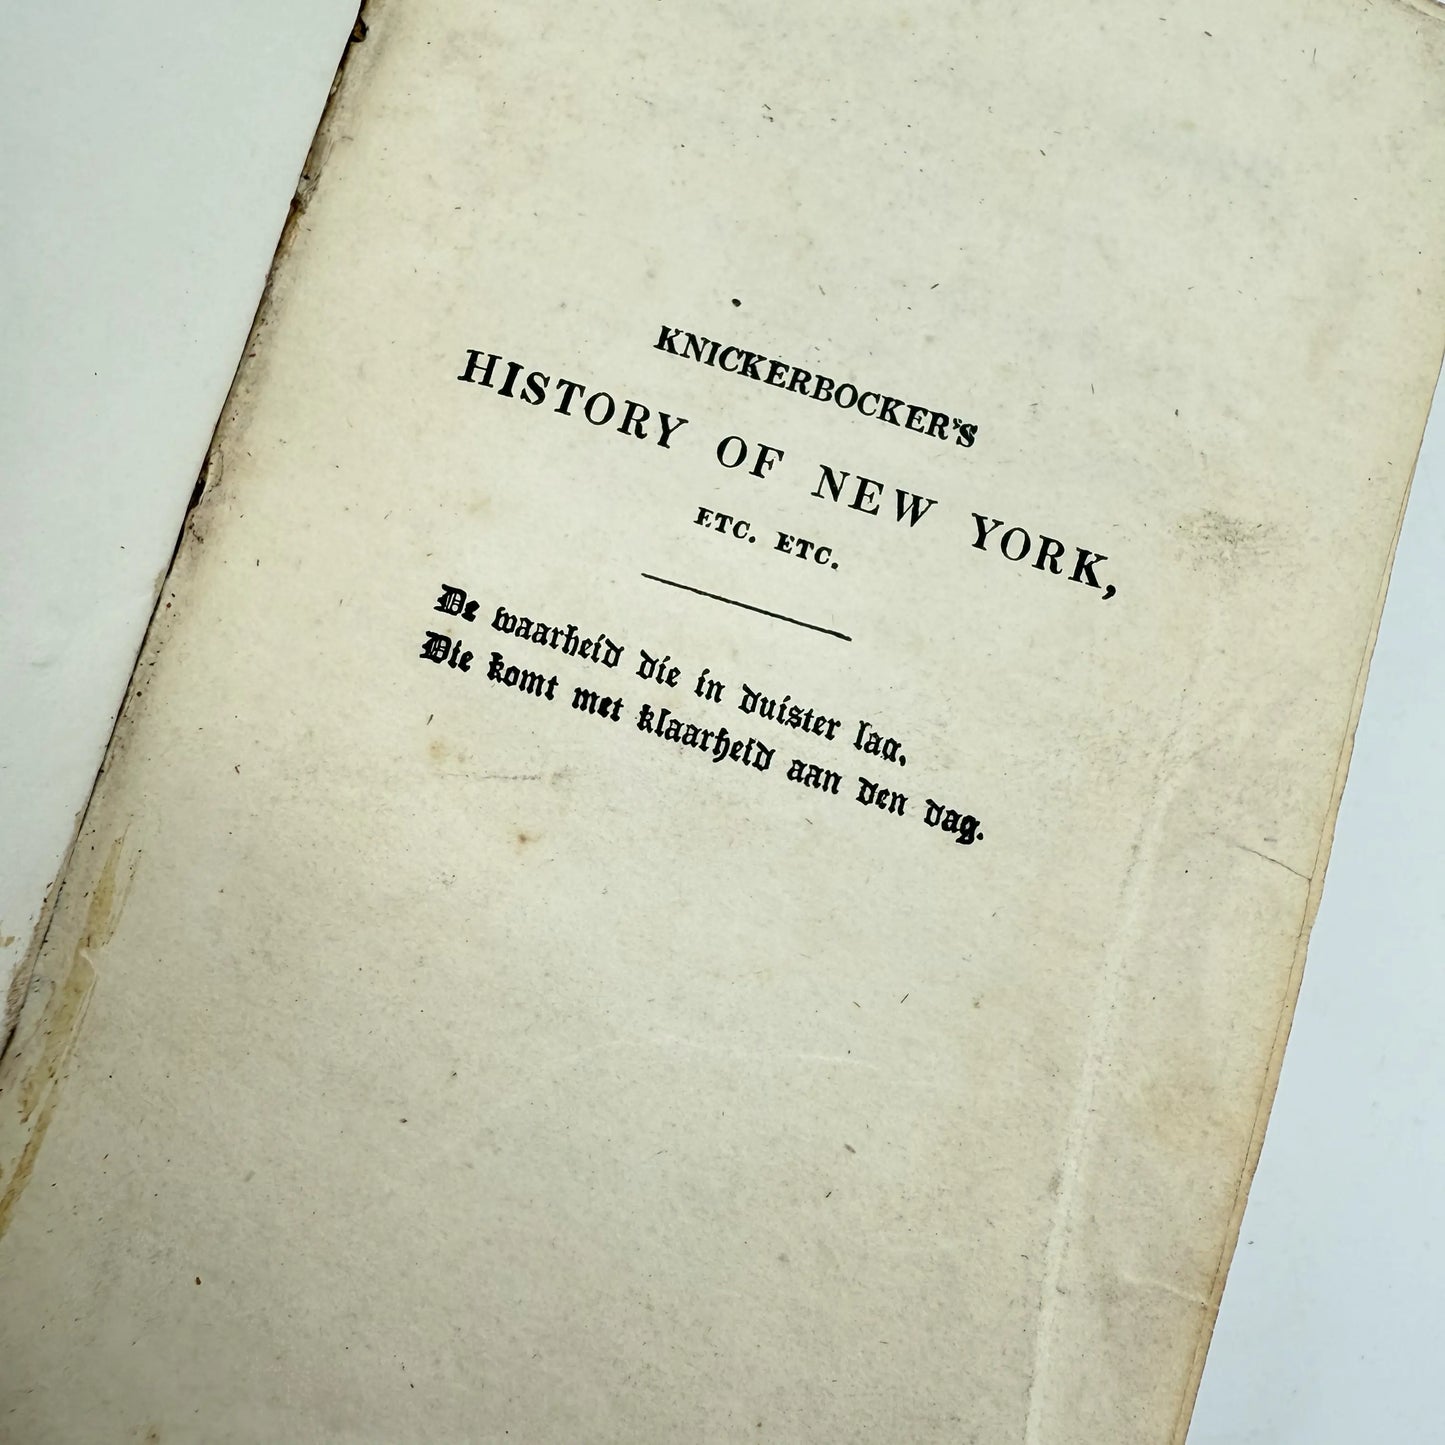 KNICKERBOCKER'S
HISTORY OF NEW YORK,
ETC. ETC.
De waarheid die in duister lag,
Die komt met klaarheid aan den dag.